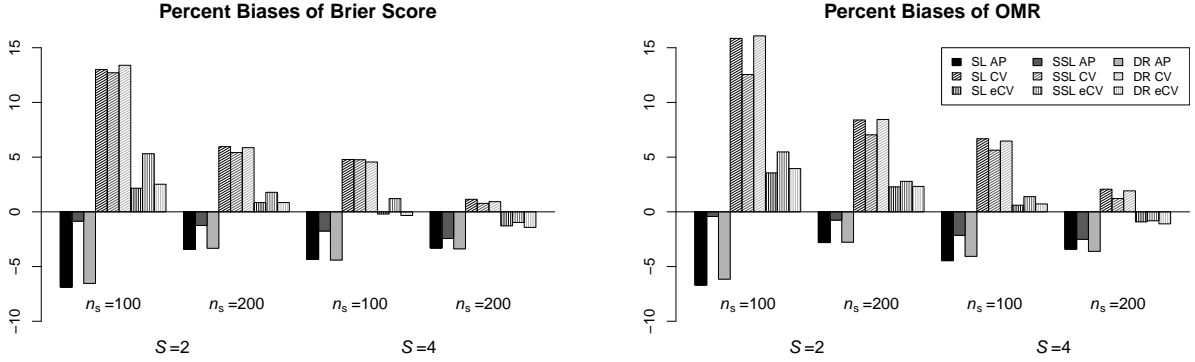 Percent Biases of Brier Score
15
10
5
0
−5
−10
nₛ=100
nₛ=200
nₛ=100
nₛ=200
S=2
S=4
Percent Biases of OMR
15
10
5
0
−5
−10
SL AP SSL AP DR AP
SL CV SSL CV DR CV
SL eCV SSL eCV DR eCV
nₛ=100
nₛ=200
nₛ=100
nₛ=200
S=2
S=4